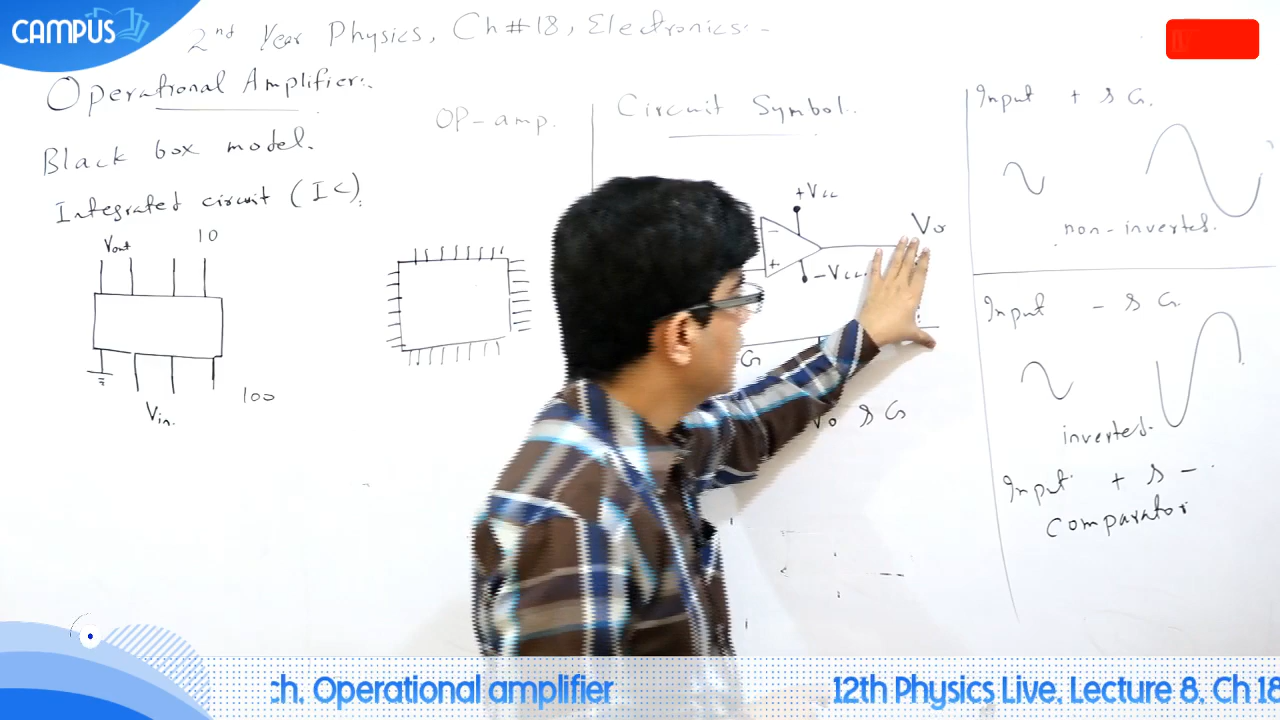 CAMPUS
2nd Year Physics, Ch#18, Electronics:-
Operational Amplifier:.
OP-amp.
Black box model.
Integrated circuit (IC).
Vout
10
Vin.
100
Circuit Symbol.
+Vcc
-
+
-Vcc.
Vo
G
Vo & G
Input + & G.
non-inverted.
Input - & G.
inverted.
Input + & -
Comparator
ch. Operational amplifier
12th Physics Live, Lecture 8, Ch 18